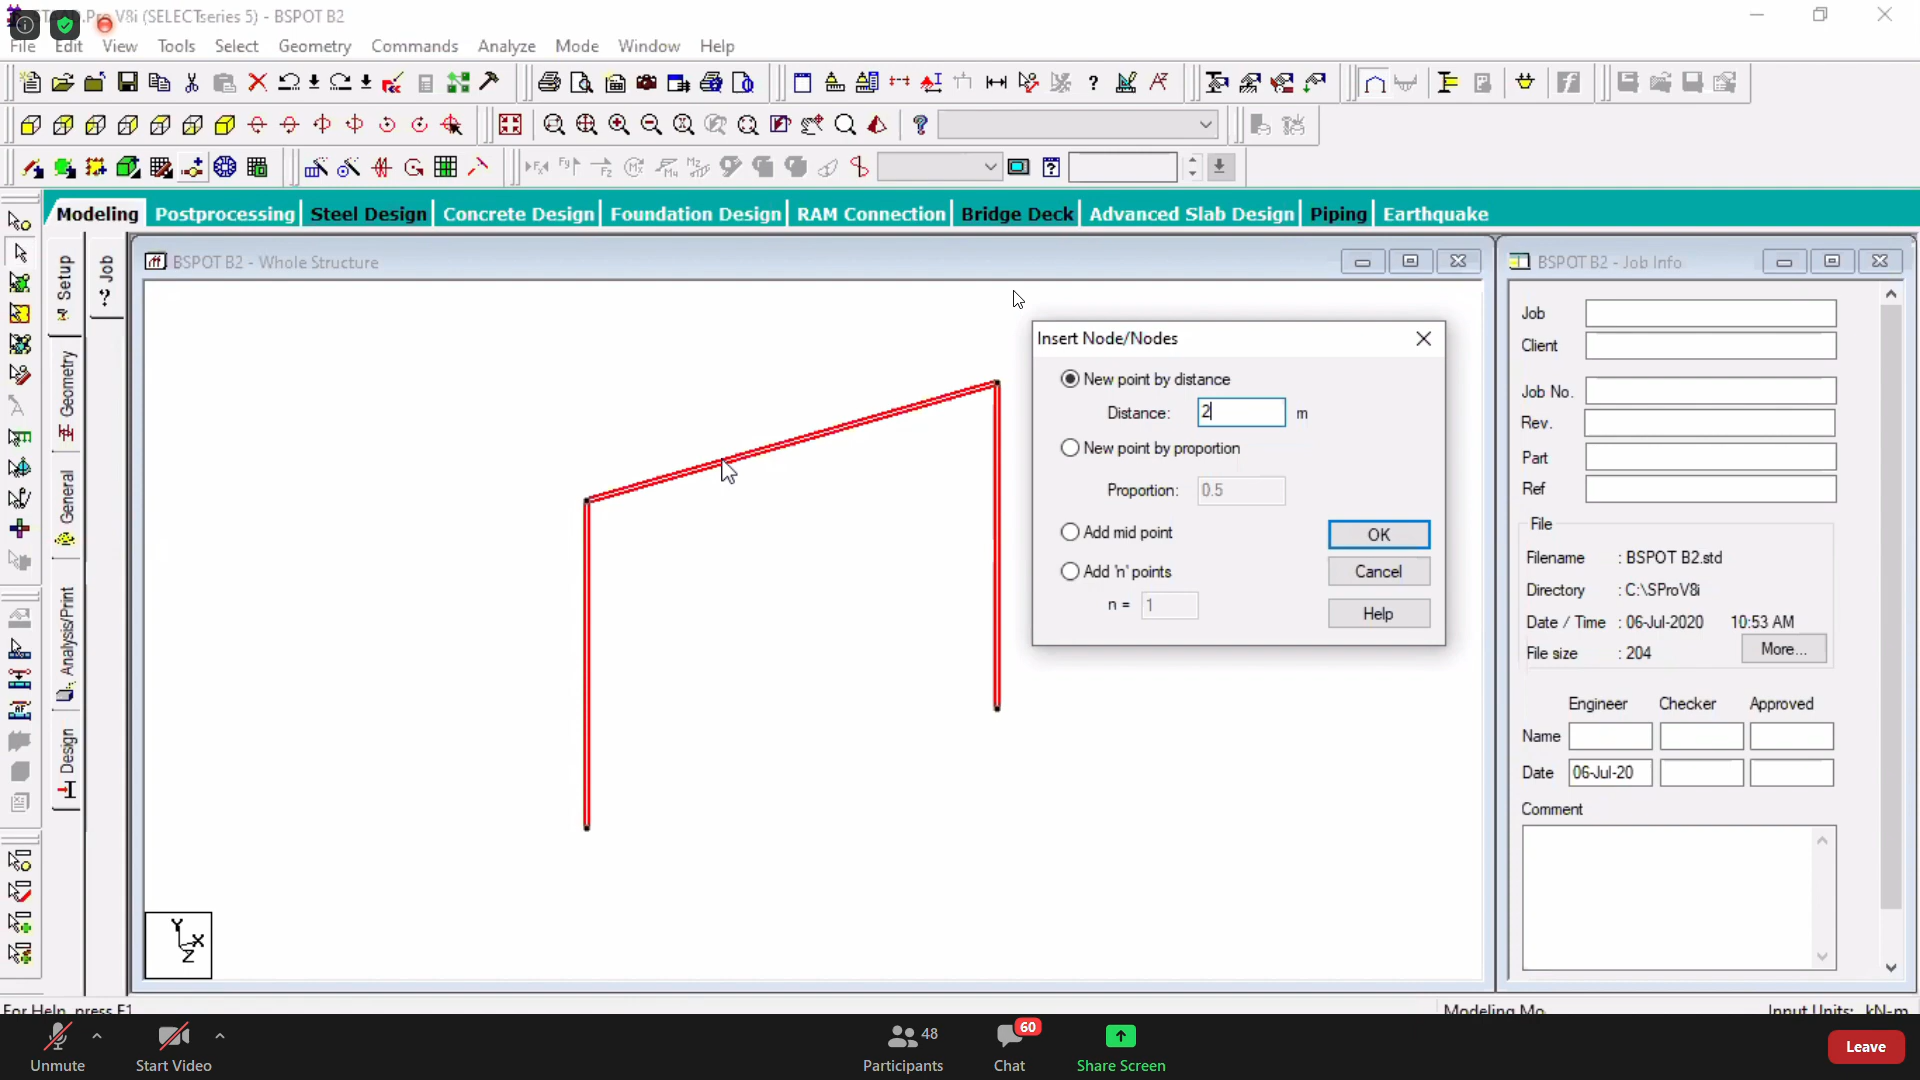 .Pro V8i (SELECTseries 5) - BSPOT B2
File Edit View Tools Select Geometry Commands Analyze Mode Window Help
Modeling Postprocessing Steel Design Concrete Design Foundation Design RAM Connection Bridge Deck Advanced Slab Design Piping Earthquake
Setup
Geometry
General
Analysis/Print
Design
Job
BSPOT B2 - Whole Structure
Insert Node/Nodes
New point by distance
Distance: 2 m
New point by proportion
Proportion: 0.5
Add mid point
Add 'n' points
n = 1
OK
Cancel
Help
Y
X
Z
BSPOT B2 - Job Info
Job
Client
Job No.
Rev.
Part
Ref
File
Filename : BSPOT B2.std
Directory : C:\SProV8i
Date / Time : 06-Jul-2020 10:53 AM
File size : 204
More...
Engineer Checker Approved
Name
Date 06-Jul-20
Comment
For Help, press F1
Modeling Mo
Input Units: kN-m
Unmute
Start Video
48
Participants
60
Chat
Share Screen
Leave